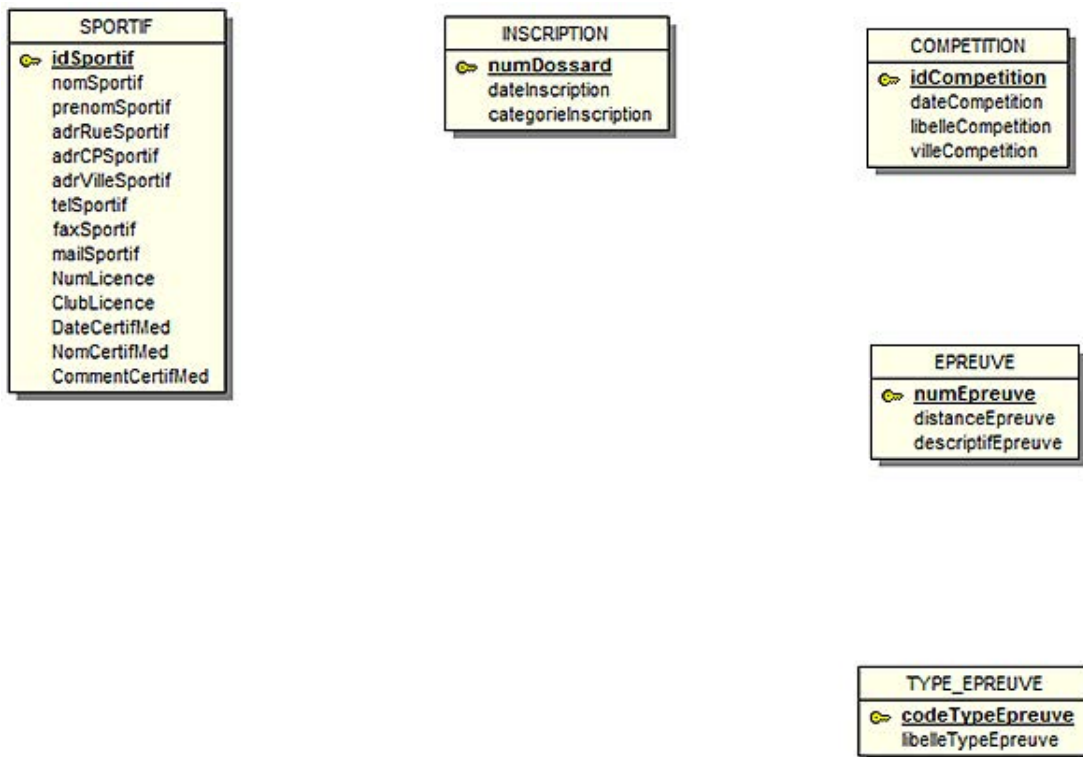 SPORTIF
idSportif
nomSportif
prenomSportif
adrRueSportif
adrCPSportif
adrVilleSportif
telSportif
faxSportif
mailSportif
NumLicence
ClubLicence
DateCertifMed
NomCertifMed
CommentCertifMed
INSCRIPTION
numDossard
dateInscription
categorieInscription
COMPETITION
idCompetition
dateCompetition
libelleCompetition
villeCompetition
EPREUVE
numEpreuve
distanceEpreuve
descriptifEpreuve
TYPE_EPREUVE
codeTypeEpreuve
libelleTypeEpreuve